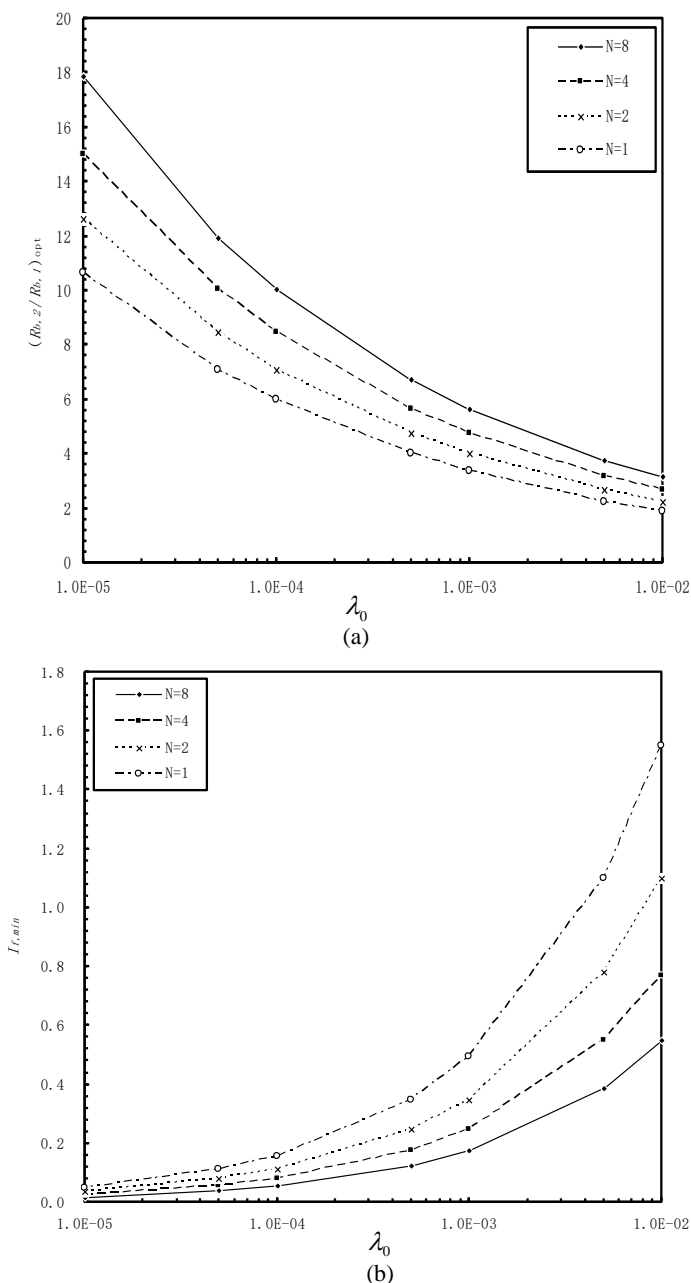 20
18
16
14
12
10
8
6
4
2
0
(Rb,2/Rb,1)opt
N=8
N=4
N=2
N=1
1.0E-05
1.0E-04
1.0E-03
1.0E-02
λ0
(a)
1.8
1.6
1.4
1.2
1.0
0.8
0.6
0.4
0.2
0.0
If,min
N=8
N=4
N=2
N=1
1.0E-05
1.0E-04
1.0E-03
1.0E-02
λ0
(b)